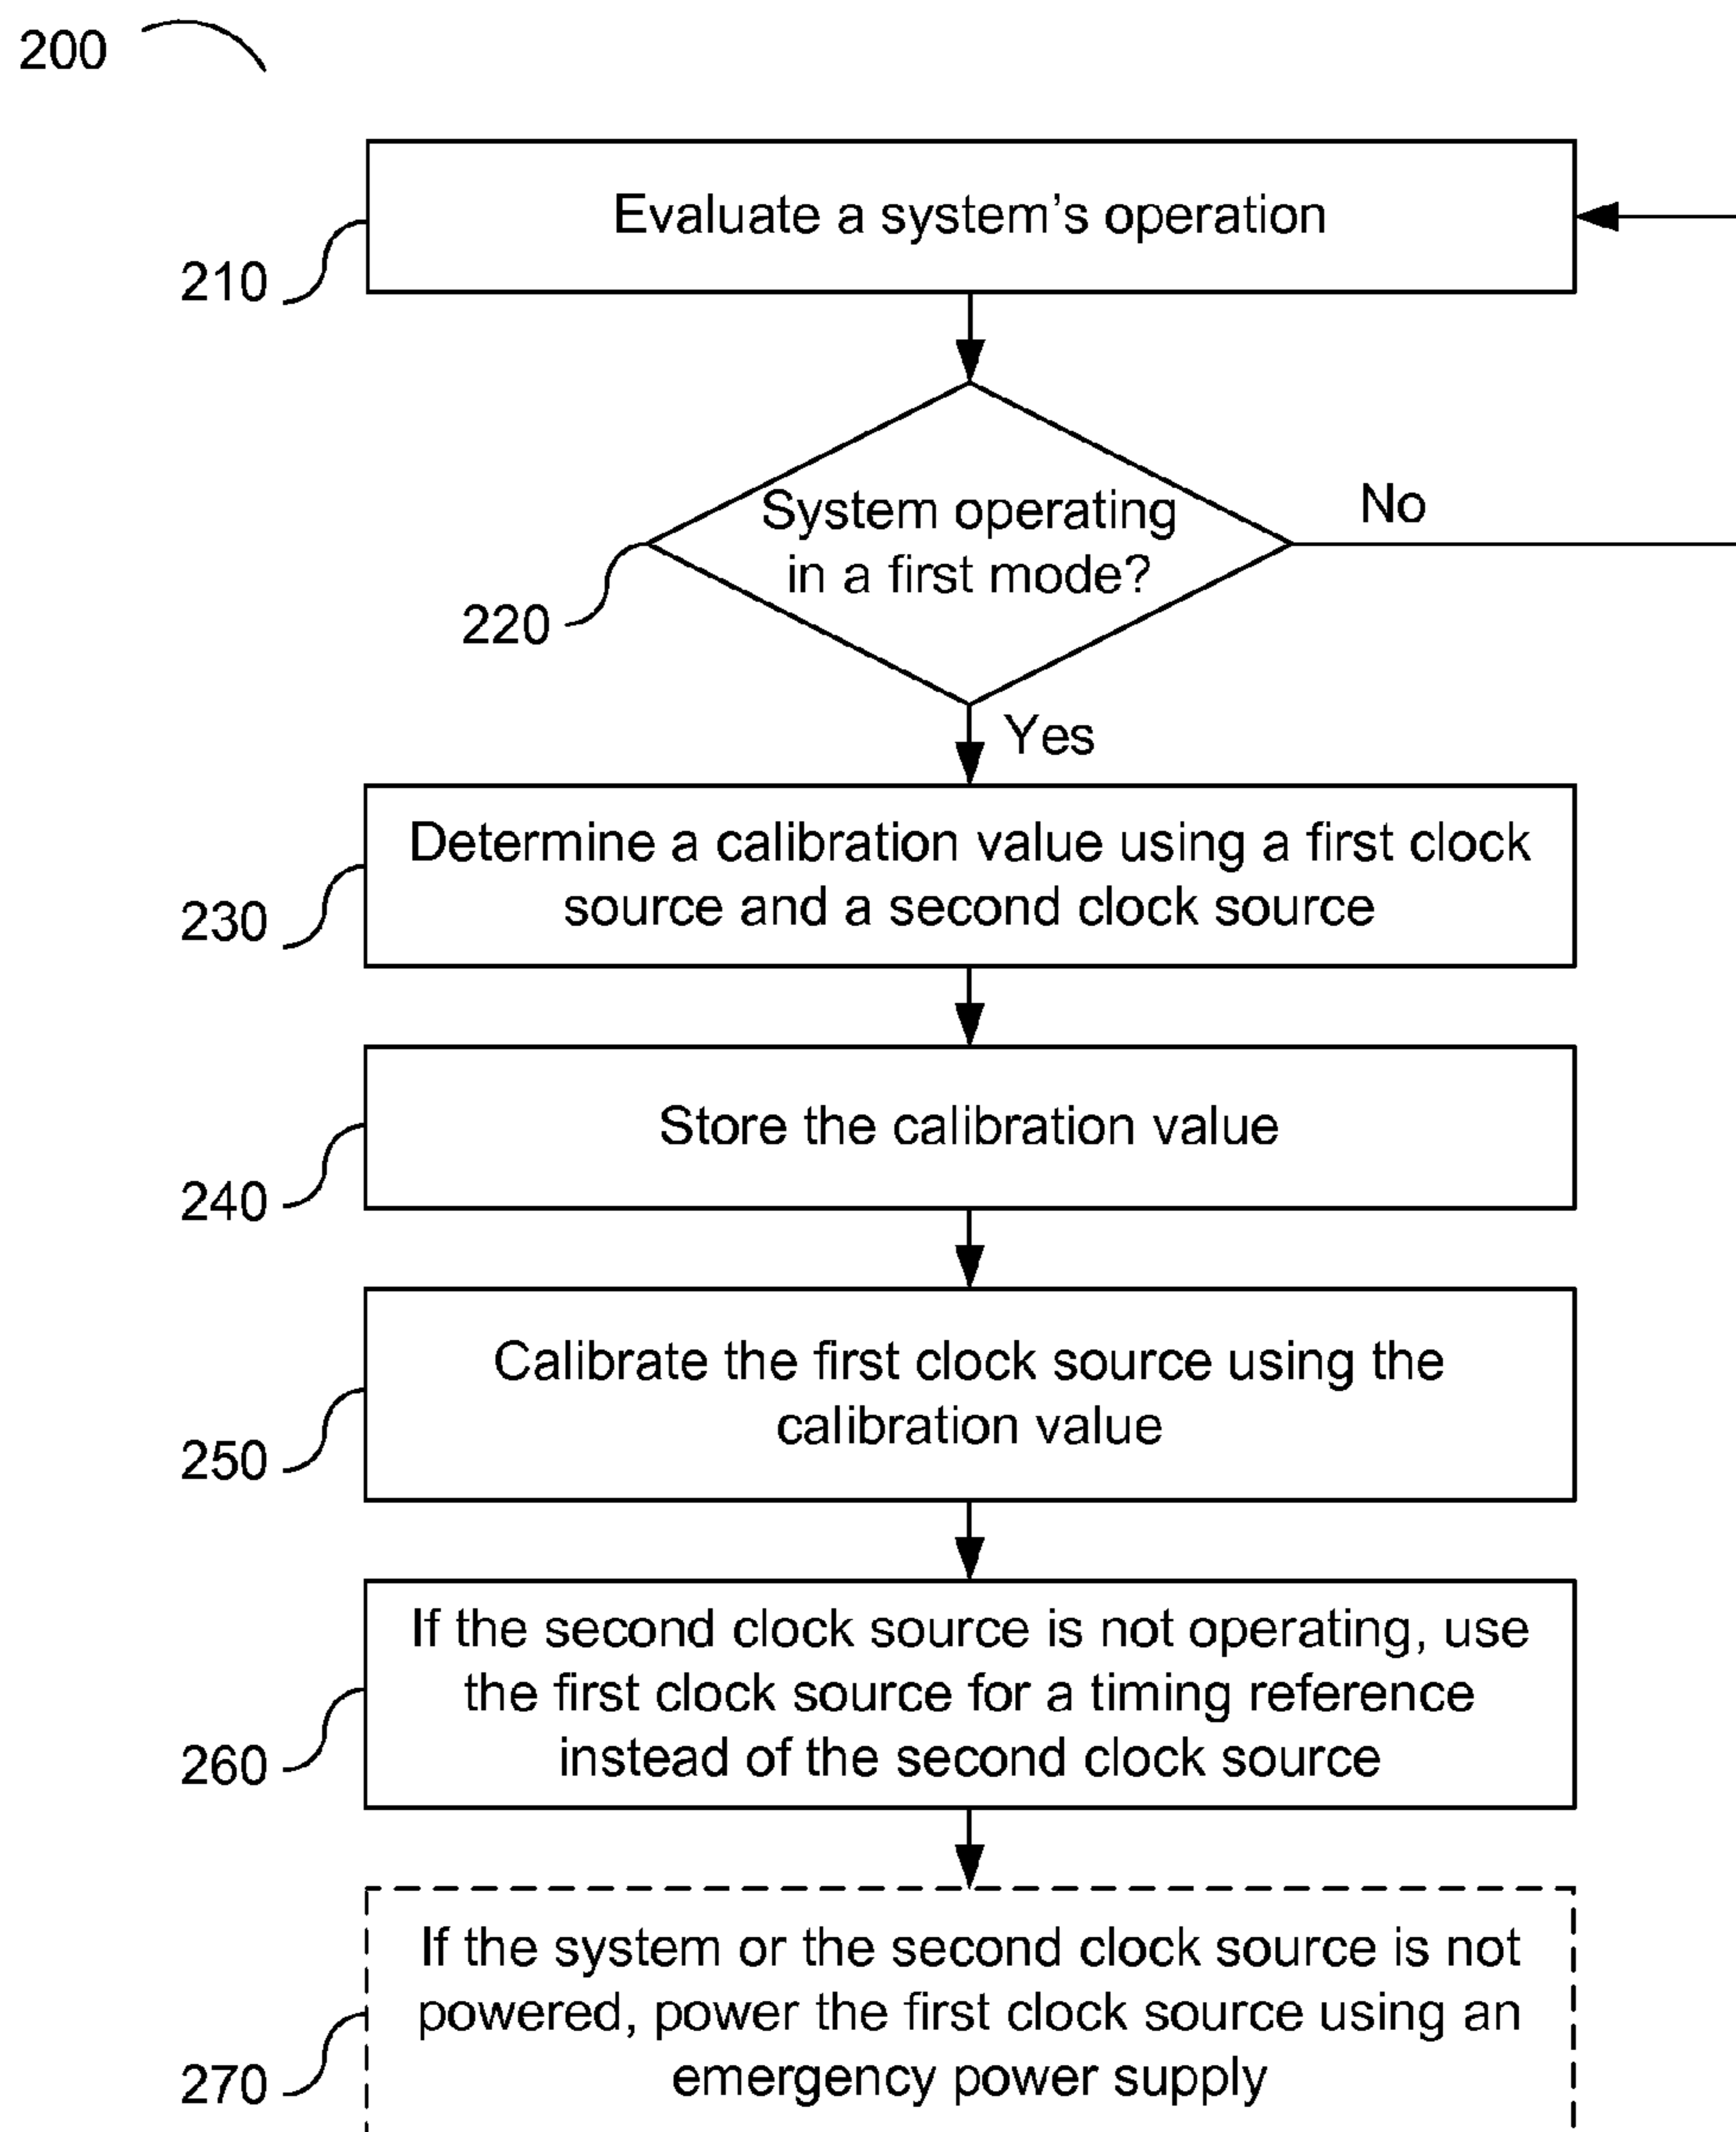 200
Evaluate a system's operation
210
System operating
in a first mode?
No
220
Yes
Determine a calibration value using a first clock
source and a second clock source
230
Store the calibration value
240
Calibrate the first clock source using the
calibration value
250
If the second clock source is not operating, use
the first clock source for a timing reference
instead of the second clock source
260
If the system or the second clock source is not
powered, power the first clock source using an
emergency power supply
270